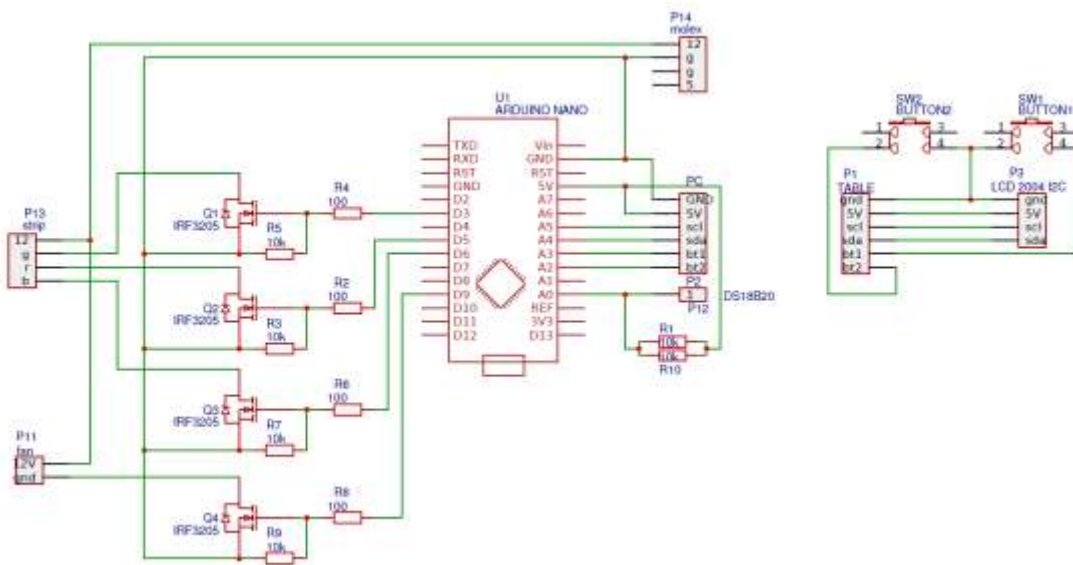 P14
molex
12
g
g
5
U1
ARDUINO NANO
TXD
RXD
RST
GND
D2
D3
D4
D5
D6
D7
D8
D9
D10
D11
D12
Vin
GND
RST
5V
A7
A6
A5
A4
A3
A2
A1
A0
REF
3V3
D13
P13
strip
12
g
r
b
Q1
IRF3205
R4
100
R5
10k
Q2
IRF3205
R2
100
R3
10k
Q3
IRF3205
R6
100
R7
10k
Q4
IRF3205
R8
100
R9
10k
P11
fan
12V
gnd
PC
GND
5V
scl
sda
bt1
bt2
P2
1
DS18B20
P12
R1
10k
10k
R10
SW2
BUTTON2
1
2
3
4
SW1
BUTTON1
1
2
3
4
P1
TABLE
gnd
5V
scl
sda
bt1
bt2
P3
LCD 2004 I2C
gnd
5V
scl
sda